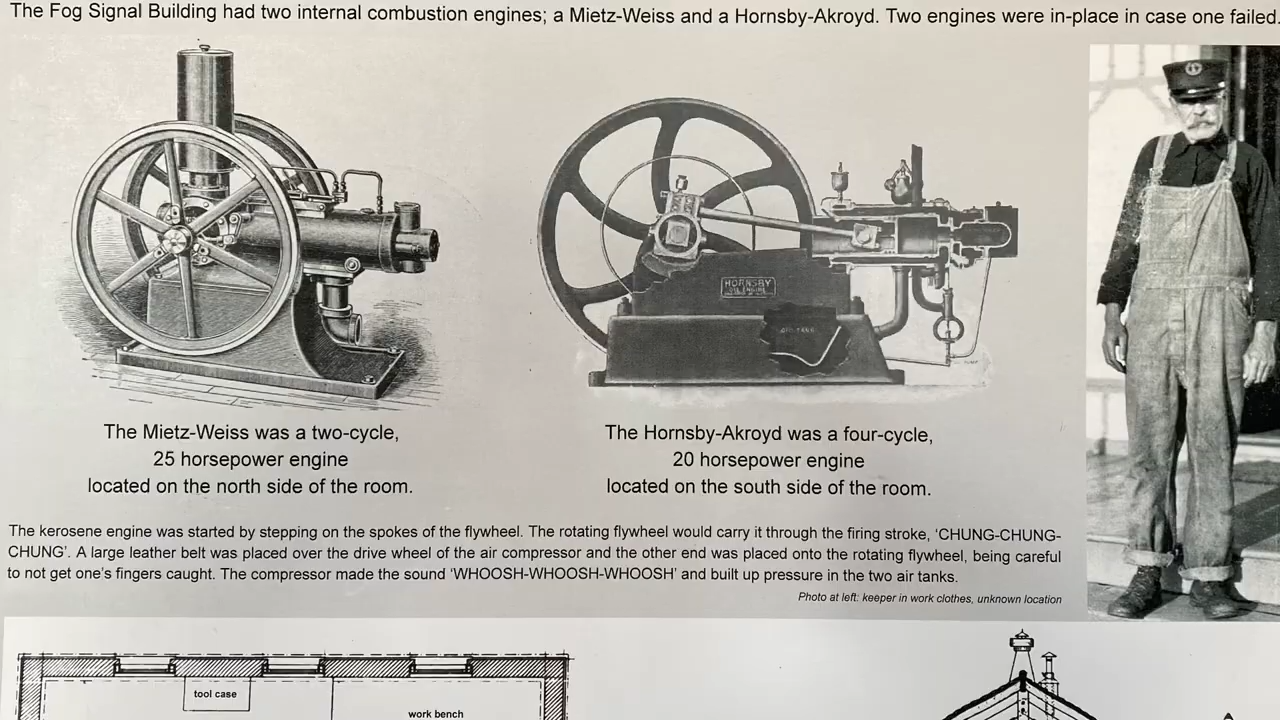 The Fog Signal Building had two internal combustion engines; a Mietz-Weiss and a Hornsby-Akroyd. Two engines were in-place in case one failed.
HORNSBY
OIL ENGINE
OIL TANK
The Mietz-Weiss was a two-cycle,
25 horsepower engine
located on the north side of the room.
The Hornsby-Akroyd was a four-cycle,
20 horsepower engine
located on the south side of the room.
The kerosene engine was started by stepping on the spokes of the flywheel. The rotating flywheel would carry it through the firing stroke, ‘CHUNG-CHUNG-
CHUNG’. A large leather belt was placed over the drive wheel of the air compressor and the other end was placed onto the rotating flywheel, being careful
to not get one's fingers caught. The compressor made the sound ‘WHOOSH-WHOOSH-WHOOSH’ and built up pressure in the two air tanks.
Photo at left: keeper in work clothes, unknown location
tool case
work bench